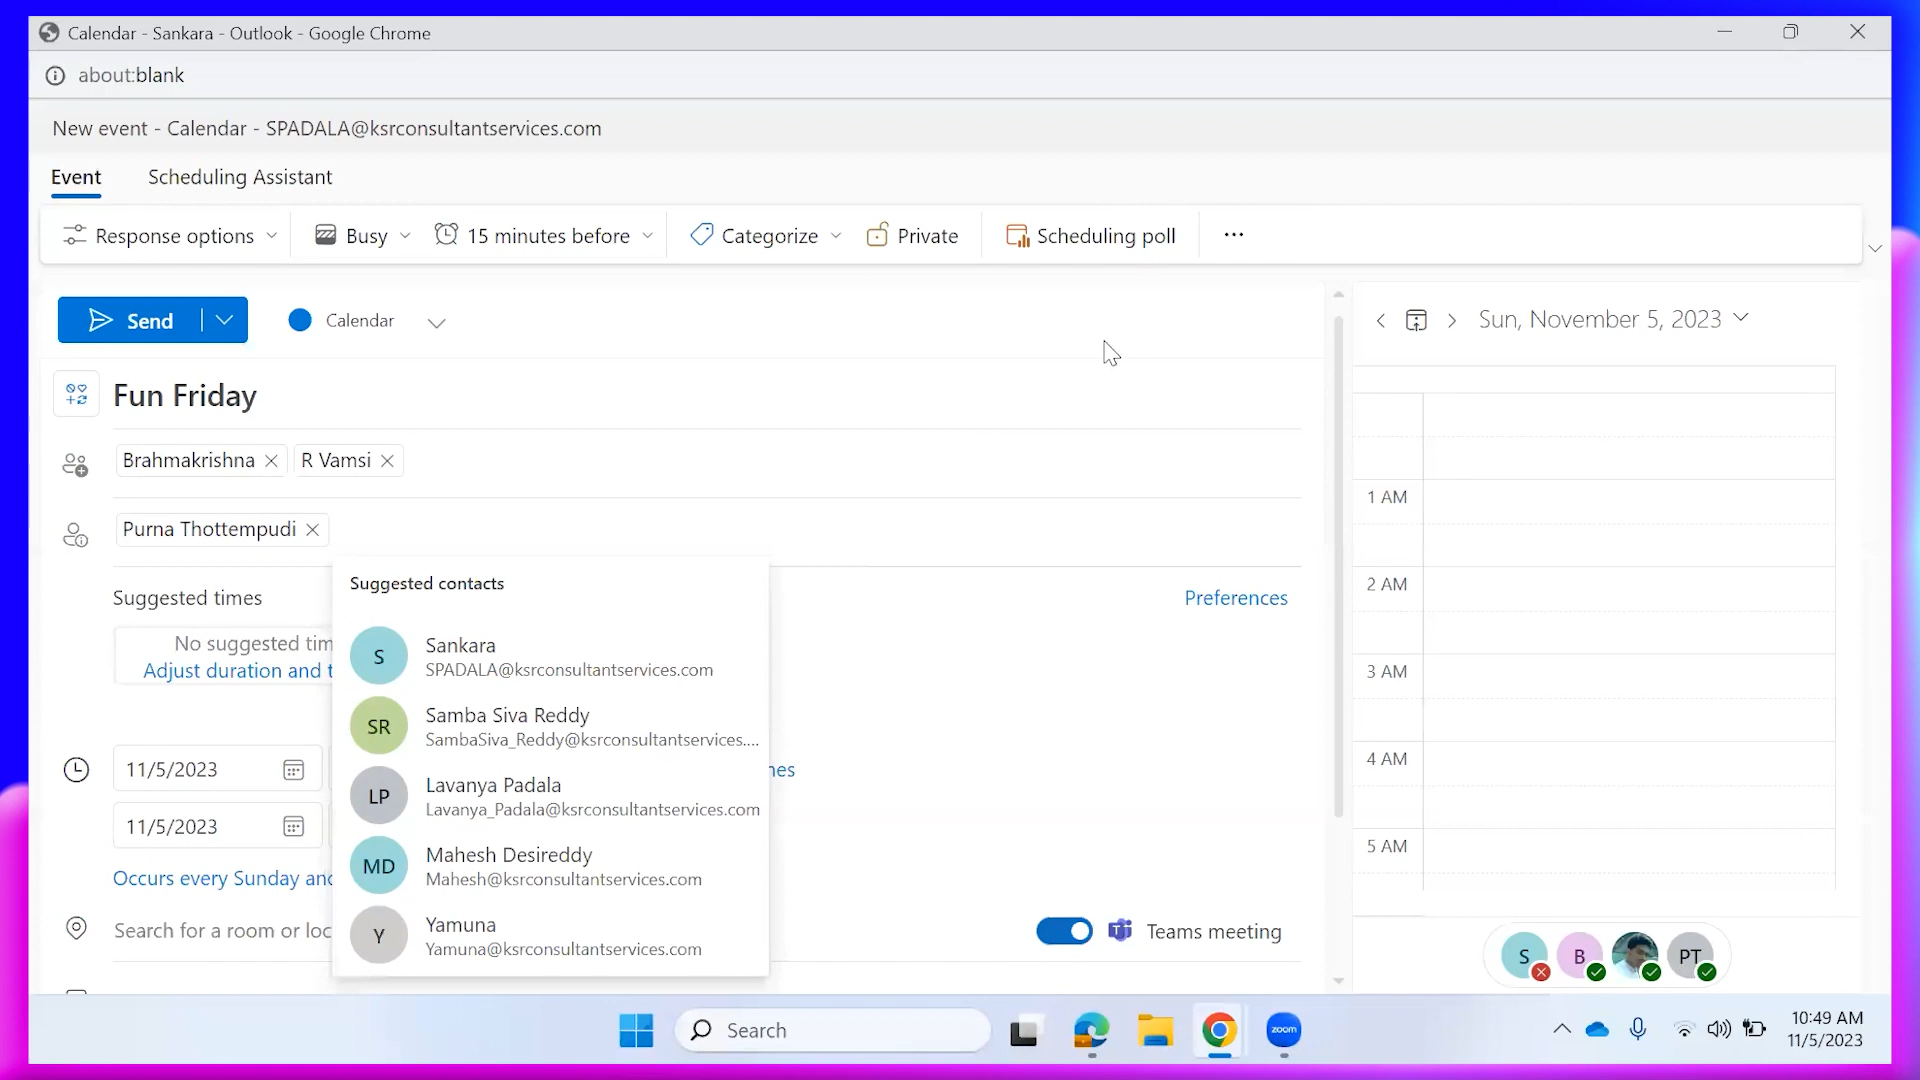 Calendar - Sankara - Outlook - Google Chrome
about:blank
New event - Calendar - SPADALA@ksrconsultantservices.com
Event Scheduling Assistant
Response options Busy 15 minutes before Categorize Private Scheduling poll ...
Send Calendar
Sun, November 5, 2023
Fun Friday
Brahmakrishna R Vamsi
Purna Thottempudi
Suggested times
Preferences
No suggested tim
Adjust duration and t
Suggested contacts
S
Sankara
SPADALA@ksrconsultantservices.com
SR
Samba Siva Reddy
SambaSiva_Reddy@ksrconsultantservices....
LP
Lavanya Padala
Lavanya_Padala@ksrconsultantservices.com
MD
Mahesh Desireddy
Mahesh@ksrconsultantservices.com
Y
Yamuna
Yamuna@ksrconsultantservices.com
11/5/2023
nes
11/5/2023
Occurs every Sunday and
Search for a room or loc
Teams meeting
1 AM
2 AM
3 AM
4 AM
5 AM
S B PT
Search
zoom
10:49 AM
11/5/2023